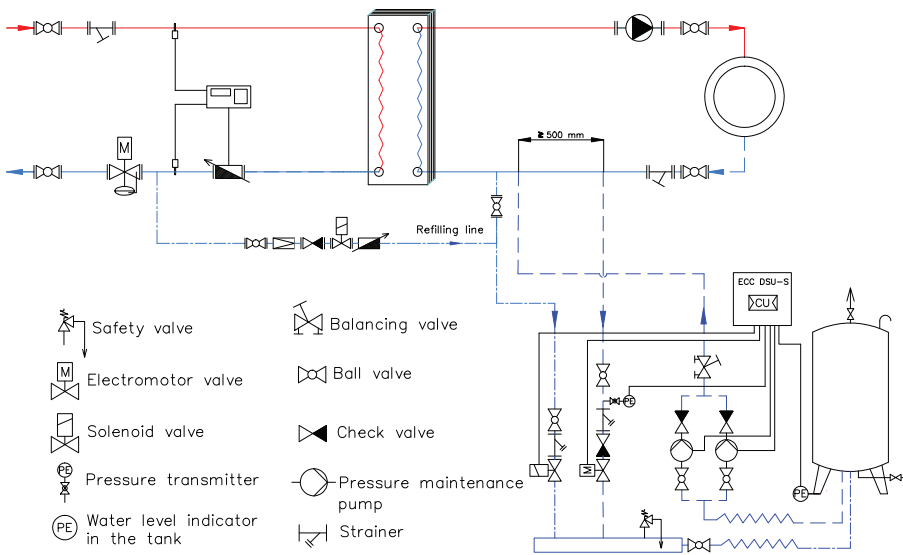 M
≥ 500 mm
Refilling line
ECC DSU-S
CU
PE
M
PE
Safety valve
M
Electromotor valve
Solenoid valve
PE
Pressure transmitter
PE
Water level indicator
in the tank
Balancing valve
Ball valve
Check valve
Pressure maintenance
pump
Strainer